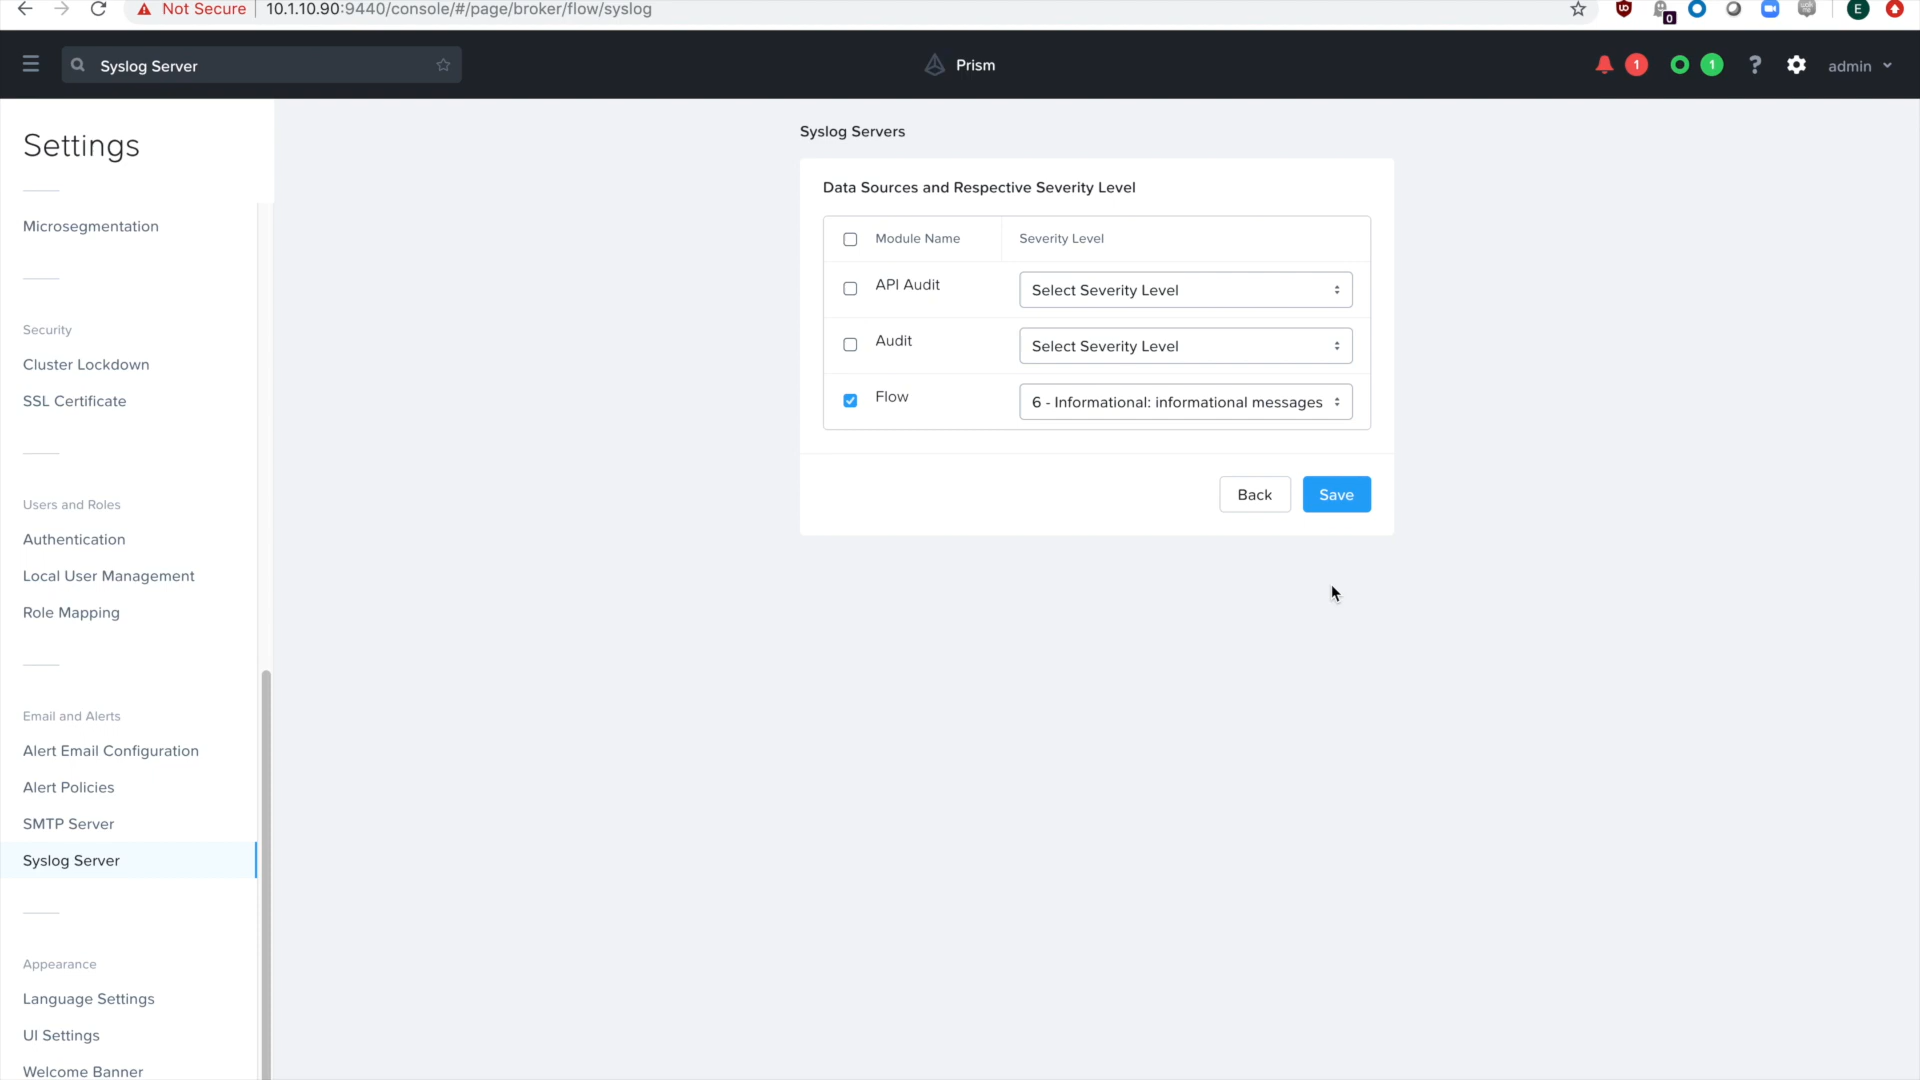 Not Secure
10.1.10.90:9440/console/#/page/broker/flow/syslog
0
E
Syslog Server
Prism
1
1
?
admin
Settings
Microsegmentation
Security
Cluster Lockdown
SSL Certificate
Users and Roles
Authentication
Local User Management
Role Mapping
Email and Alerts
Alert Email Configuration
Alert Policies
SMTP Server
Syslog Server
Appearance
Language Settings
UI Settings
Welcome Banner
Syslog Servers
Data Sources and Respective Severity Level
Module Name Severity Level
API Audit Select Severity Level
Audit Select Severity Level
Flow 6 - Informational: informational messages
Back Save